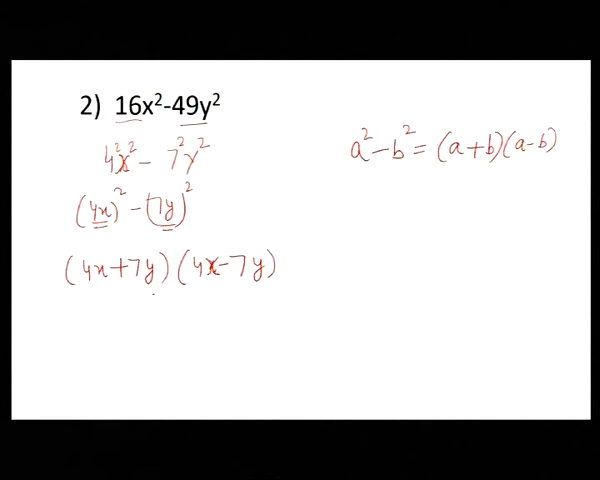 2) 16x²-49y²
4²x² - 7²y²
a² - b² = (a+b)(a-b)
(4x)² - (7y)²
(4x+7y)(4x-7y)